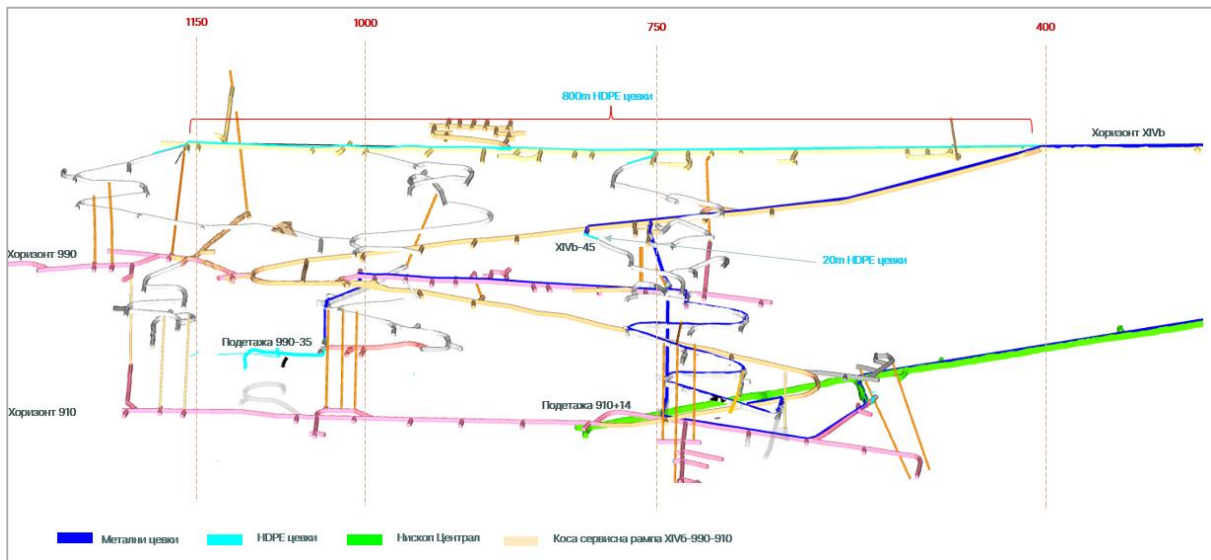 1150
1000
750
400
800m HDPE цевки
Хоризонт XIVb
XIVb-45
Хоризонт 990
20m HDPE цевки
Подетажа 990-35
Хоризонт 910
Подетажа 910+14
Метални цевки
HDPE цевки
Нископ Централ
Коса сервисна рампа XIVб-990-910